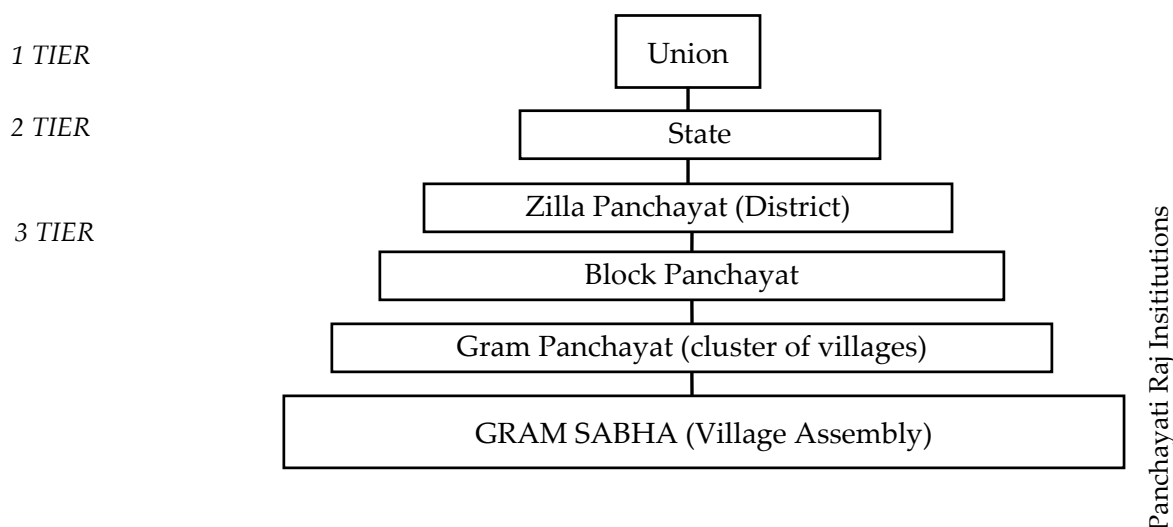 1 TIER
Union
2 TIER
State
3 TIER
Zilla Panchayat (District)
Block Panchayat
Gram Panchayat (cluster of villages)
GRAM SABHA (Village Assembly)
Panchayati Raj Insititutions